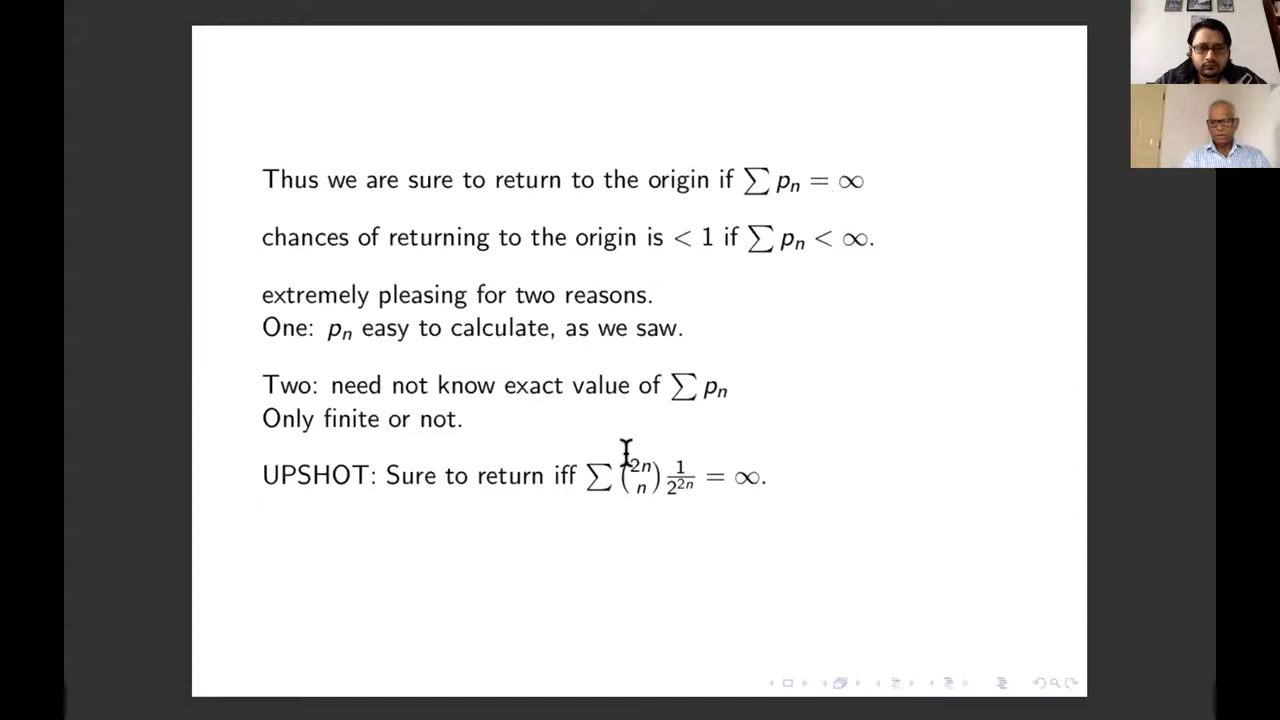 Thus we are sure to return to the origin if ∑ pₙ = ∞
chances of returning to the origin is < 1 if ∑ pₙ < ∞.
extremely pleasing for two reasons.
One: pₙ easy to calculate, as we saw.
Two: need not know exact value of ∑ pₙ
Only finite or not.
UPSHOT: Sure to return iff ∑ (2n n) 1/2²ⁿ = ∞.